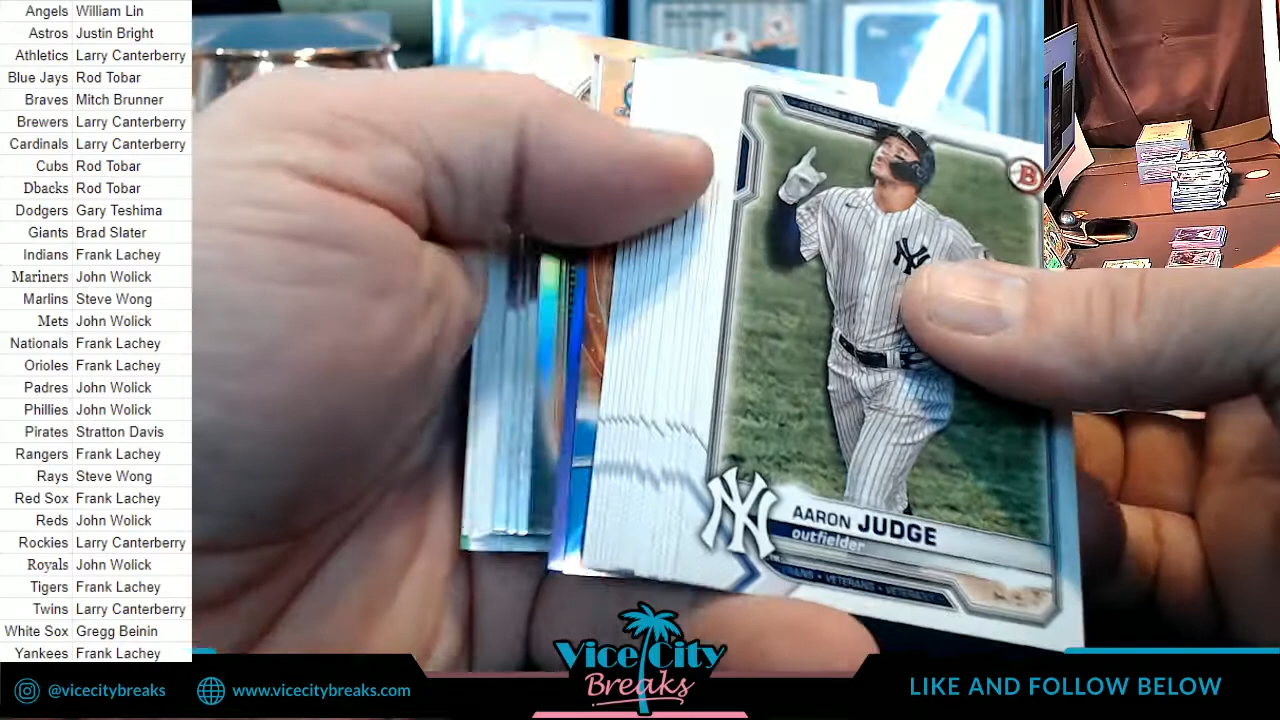 Angels William Lin
Astros Justin Bright
Athletics Larry Canterberry
Blue Jays Rod Tobar
Braves Mitch Brunner
Brewers Larry Canterberry
Cardinals Larry Canterberry
Cubs Rod Tobar
Dbacks Rod Tobar
Dodgers Gary Teshima
Giants Brad Slater
Indians Frank Lachey
Mariners John Wolick
Marlins Steve Wong
Mets John Wolick
Nationals Frank Lachey
Orioles Frank Lachey
Padres John Wolick
Phillies John Wolick
Pirates Stratton Davis
Rangers Frank Lachey
Rays Steve Wong
Red Sox Frank Lachey
Reds John Wolick
Rockies Larry Canterberry
Royals John Wolick
Tigers Frank Lachey
Twins Larry Canterberry
White Sox Gregg Beinin
Yankees Frank Lachey
B
NY
NY
AARON JUDGE
outfielder
VETERANS
@vicecitybreaks
www.vicecitybreaks.com
Vice City
Breaks
LIKE AND FOLLOW BELOW